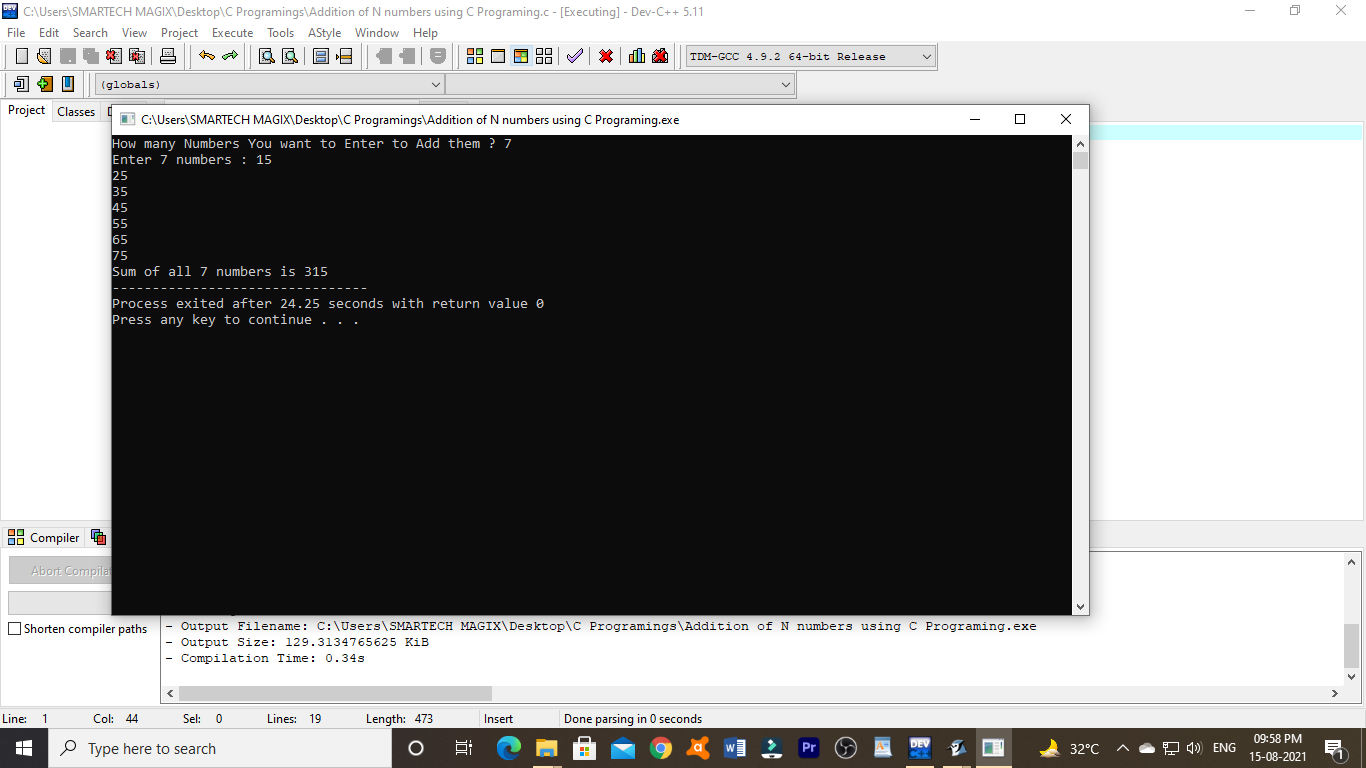 C:\Users\SMARTECH MAGIX\Desktop\C Programings\Addition of N numbers using C Programing.c - [Executing] - Dev-C++ 5.11
File Edit Search View Project Execute Tools AStyle Window Help
TDM-GCC 4.9.2 64-bit Release
(globals)
Project Classes
C:\Users\SMARTECH MAGIX\Desktop\C Programings\Addition of N numbers using C Programing.exe
How many Numbers You want to Enter to Add them ? 7
Enter 7 numbers : 15
25
35
45
55
65
75
Sum of all 7 numbers is 315
--------------------------------
Process exited after 24.25 seconds with return value 0
Press any key to continue . . .
Compiler
Abort Compilat
Shorten compiler paths
- Output Filename: C:\Users\SMARTECH MAGIX\Desktop\C Programings\Addition of N numbers using C Programing.exe
- Output Size: 129.3134765625 KiB
- Compilation Time: 0.34s
Line: 1 Col: 44 Sel: 0 Lines: 19 Length: 473 Insert Done parsing in 0 seconds
Type here to search
W Pr DEV 32°C ENG 09:58 PM
15-08-2021
1